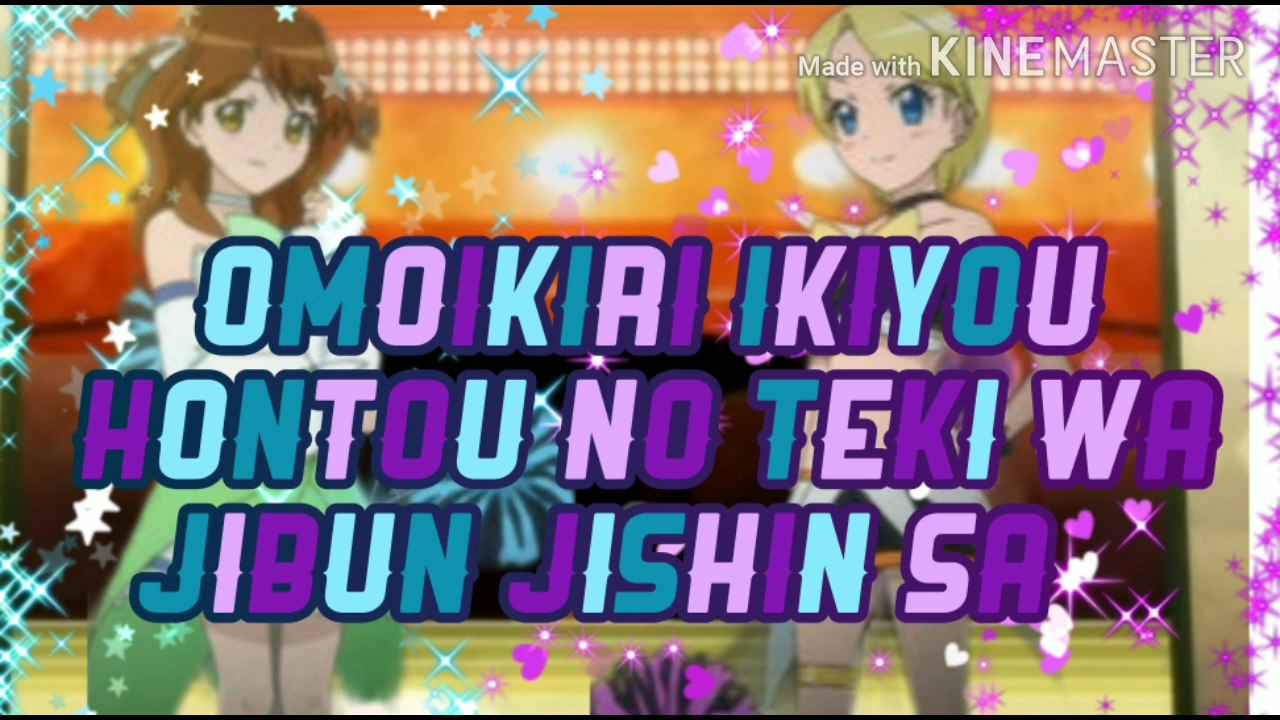 Made with KINEMASTER
OMOIKIRI IKIYOU
HONTOU NO TEKI WA
JIBUN JISHIN SA